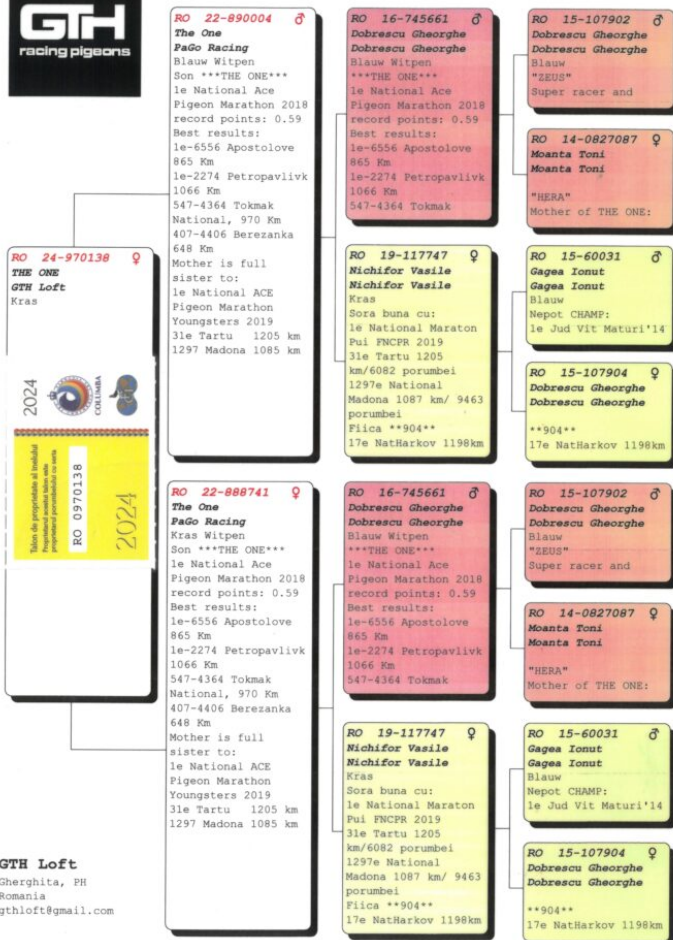 GTH
racing pigeons
RO 24-970138 ♀
THE ONE
GTH Loft
Kras
2024
COLUMBA
Talon de proprietate al inelului
Proprietarul acestui talon este
proprietarul porumbelului cu seria
RO 0970138
2024
GTH Loft
Gherghita, PH
Romania
gthloft@gmail.com
RO 22-890004 ♂
The One
PaGo Racing
Blauw Witpen
Son ***THE ONE***
1e National Ace
Pigeon Marathon 2018
record points: 0.59
Best results:
1e-6556 Apostolove
865 Km
1e-2274 Petropavlivk
1066 Km
547-4364 Tokmak
National, 970 Km
407-4406 Berezanka
648 Km
Mother is full
sister to:
1e National ACE
Pigeon Marathon
Youngsters 2019
31e Tartu 1205 km
1297 Madona 1085 km
RO 22-888741 ♀
The One
PaGo Racing
Kras Witpen
Son ***THE ONE***
1e National Ace
Pigeon Marathon 2018
record points: 0.59
Best results:
1e-6556 Apostolove
865 Km
1e-2274 Petropavlivk
1066 Km
547-4364 Tokmak
National, 970 Km
407-4406 Berezanka
648 Km
Mother is full
sister to:
1e National ACE
Pigeon Marathon
Youngsters 2019
31e Tartu 1205 km
1297 Madona 1085 km
RO 16-745661 ♂
Dobrescu Gheorghe
Dobrescu Gheorghe
Blauw Witpen
***THE ONE***
1e National Ace
Pigeon Marathon 2018
record points: 0.59
Best results:
1e-6556 Apostolove
865 Km
1e-2274 Petropavlivk
1066 Km
547-4364 Tokmak
RO 19-117747 ♀
Nichifor Vasile
Nichifor Vasile
Kras
Sora buna cu:
1e National Maraton
Pui FNCPR 2019
31e Tartu 1205
km/6082 porumbei
1297e National
Madona 1087 km/ 9463
porumbei
Fiica **904**
17e NatHarkov 1198km
RO 16-745661 ♂
Dobrescu Gheorghe
Dobrescu Gheorghe
Blauw Witpen
***THE ONE***
1e National Ace
Pigeon Marathon 2018
record points: 0.59
Best results:
1e-6556 Apostolove
865 Km
1e-2274 Petropavlivk
1066 Km
547-4364 Tokmak
RO 19-117747 ♀
Nichifor Vasile
Nichifor Vasile
Kras
Sora buna cu:
1e National Maraton
Pui FNCPR 2019
31e Tartu 1205
km/6082 porumbei
1297e National
Madona 1087 km/ 9463
porumbei
Fiica **904**
17e NatHarkov 1198km
RO 15-107902 ♂
Dobrescu Gheorghe
Dobrescu Gheorghe
Blauw
"ZEUS"
Super racer and
RO 14-0827087 ♀
Moanta Toni
Moanta Toni
"HERA"
Mother of THE ONE:
RO 15-60031 ♂
Gagea Ionut
Gagea Ionut
Blauw
Nepot CHAMP:
1e Jud Vit Maturi'14
RO 15-107904 ♀
Dobrescu Gheorghe
Dobrescu Gheorghe
**904**
17e NatHarkov 1198km
RO 15-107902 ♂
Dobrescu Gheorghe
Dobrescu Gheorghe
Blauw
"ZEUS"
Super racer and
RO 14-0827087 ♀
Moanta Toni
Moanta Toni
"HERA"
Mother of THE ONE:
RO 15-60031 ♂
Gagea Ionut
Gagea Ionut
Blauw
Nepot CHAMP:
1e Jud Vit Maturi'14
RO 15-107904 ♀
Dobrescu Gheorghe
Dobrescu Gheorghe
**904**
17e NatHarkov 1198km